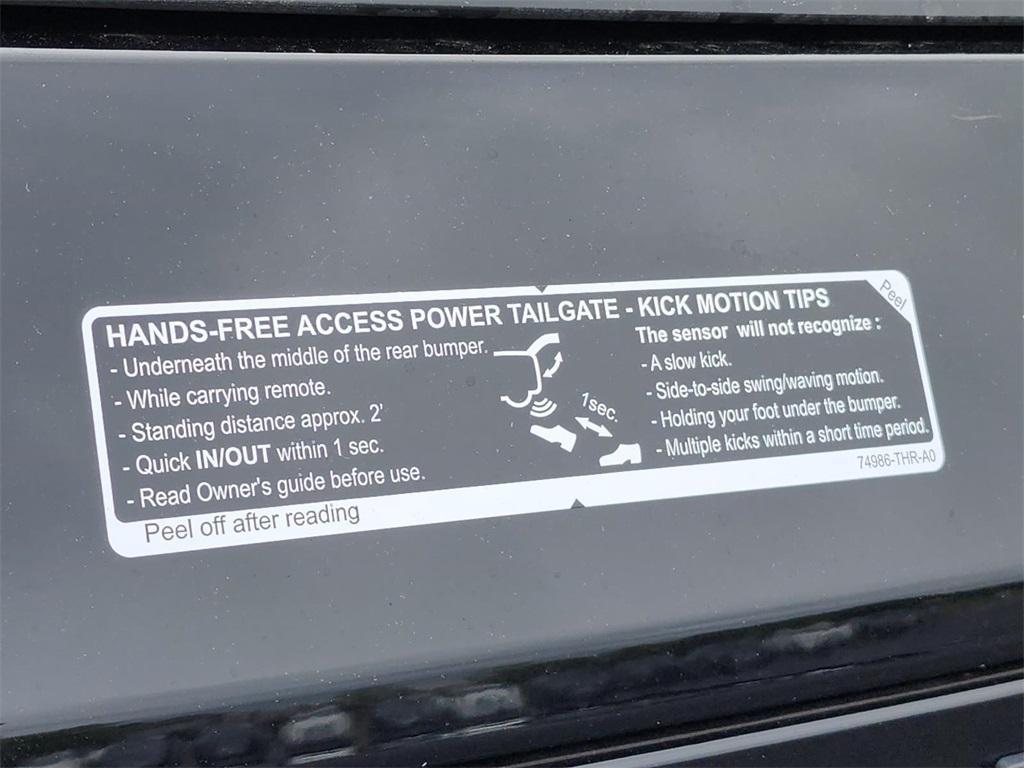 HANDS-FREE ACCESS POWER TAILGATE - KICK MOTION TIPS
Peel
- Underneath the middle of the rear bumper.
- While carrying remote.
- Standing distance approx. 2'
- Quick IN/OUT within 1 sec.
- Read Owner's guide before use.
1sec.
The sensor will not recognize :
- A slow kick.
- Side-to-side swing/waving motion.
- Holding your foot under the bumper.
- Multiple kicks within a short time period.
74986-THR-A0
Peel off after reading